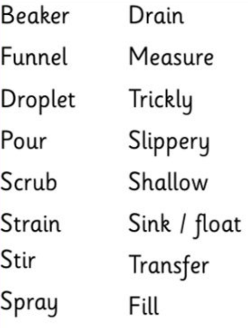 Beaker
Funnel
Droplet
Pour
Scrub
Strain
Stir
Spray
Drain
Measure
Trickly
Slippery
Shallow
Sink / float
Transfer
Fill